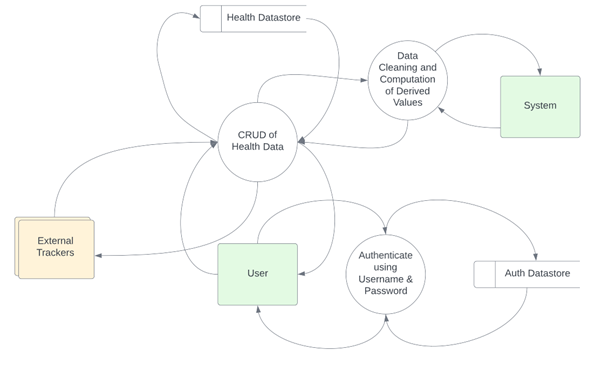 Health Datastore
Data
Cleaning and
Computation
of Derived
Values
System
CRUD of
Health Data
External
Trackers
User
Authenticate
using
Username &
Password
Auth Datastore